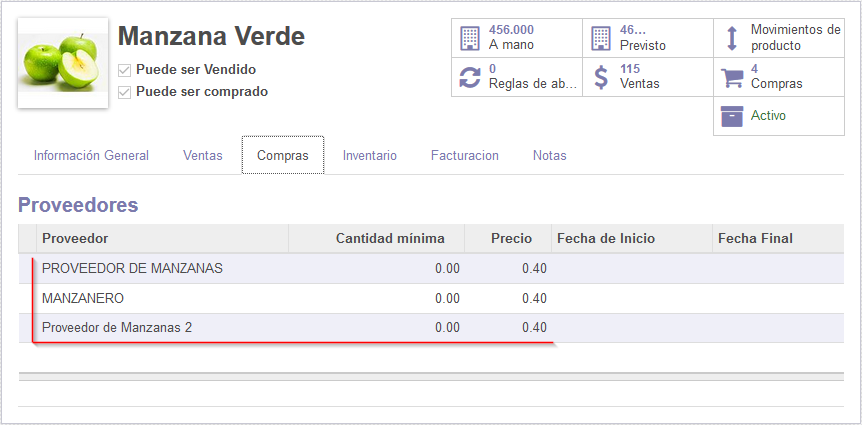 Manzana Verde
Puede ser Vendido
Puede ser comprado
456.000
A mano
46...
Previsto
Movimientos de
producto
0
Reglas de ab...
115
Ventas
4
Compras
Activo
Información General Ventas Compras Inventario Facturacion Notas
Proveedores
Proveedor Cantidad mínima Precio Fecha de Inicio Fecha Final
PROVEEDOR DE MANZANAS 0.00 0.40
MANZANERO 0.00 0.40
Proveedor de Manzanas 2 0.00 0.40